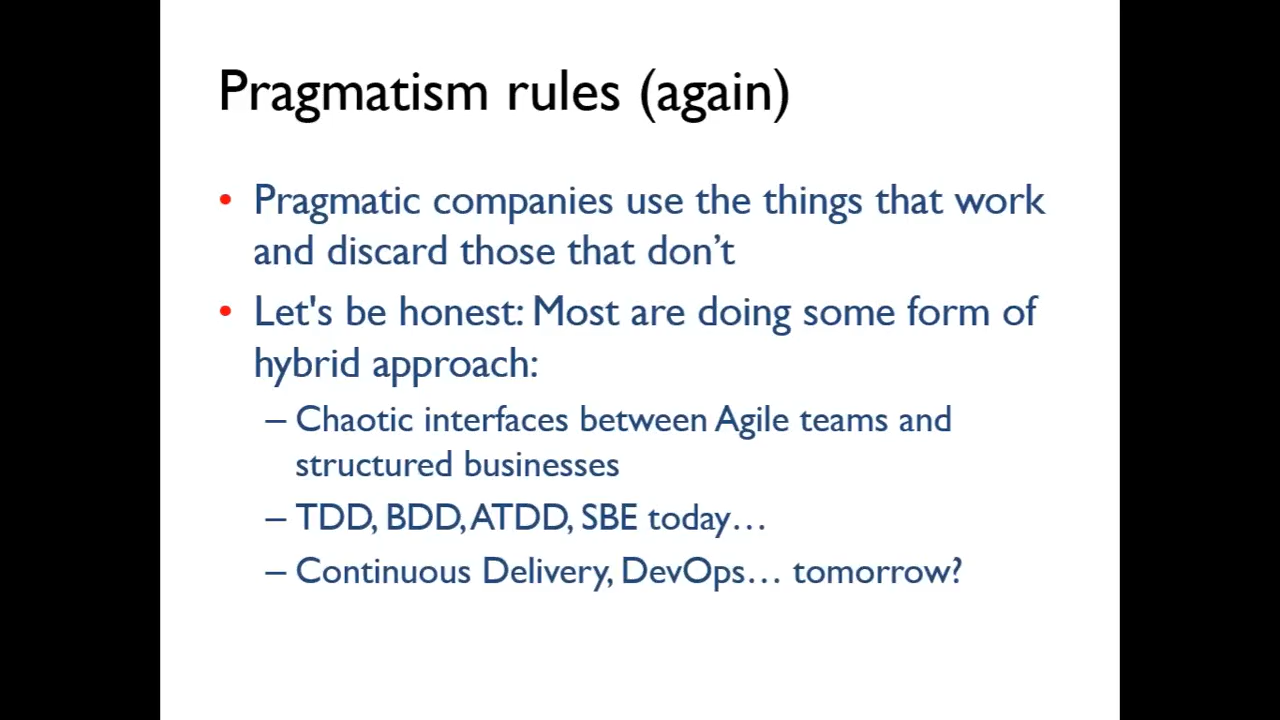 Pragmatism rules (again)
• Pragmatic companies use the things that work
and discard those that don’t
• Let's be honest: Most are doing some form of
hybrid approach:
– Chaotic interfaces between Agile teams and
structured businesses
– TDD, BDD, ATDD, SBE today…
– Continuous Delivery, DevOps… tomorrow?